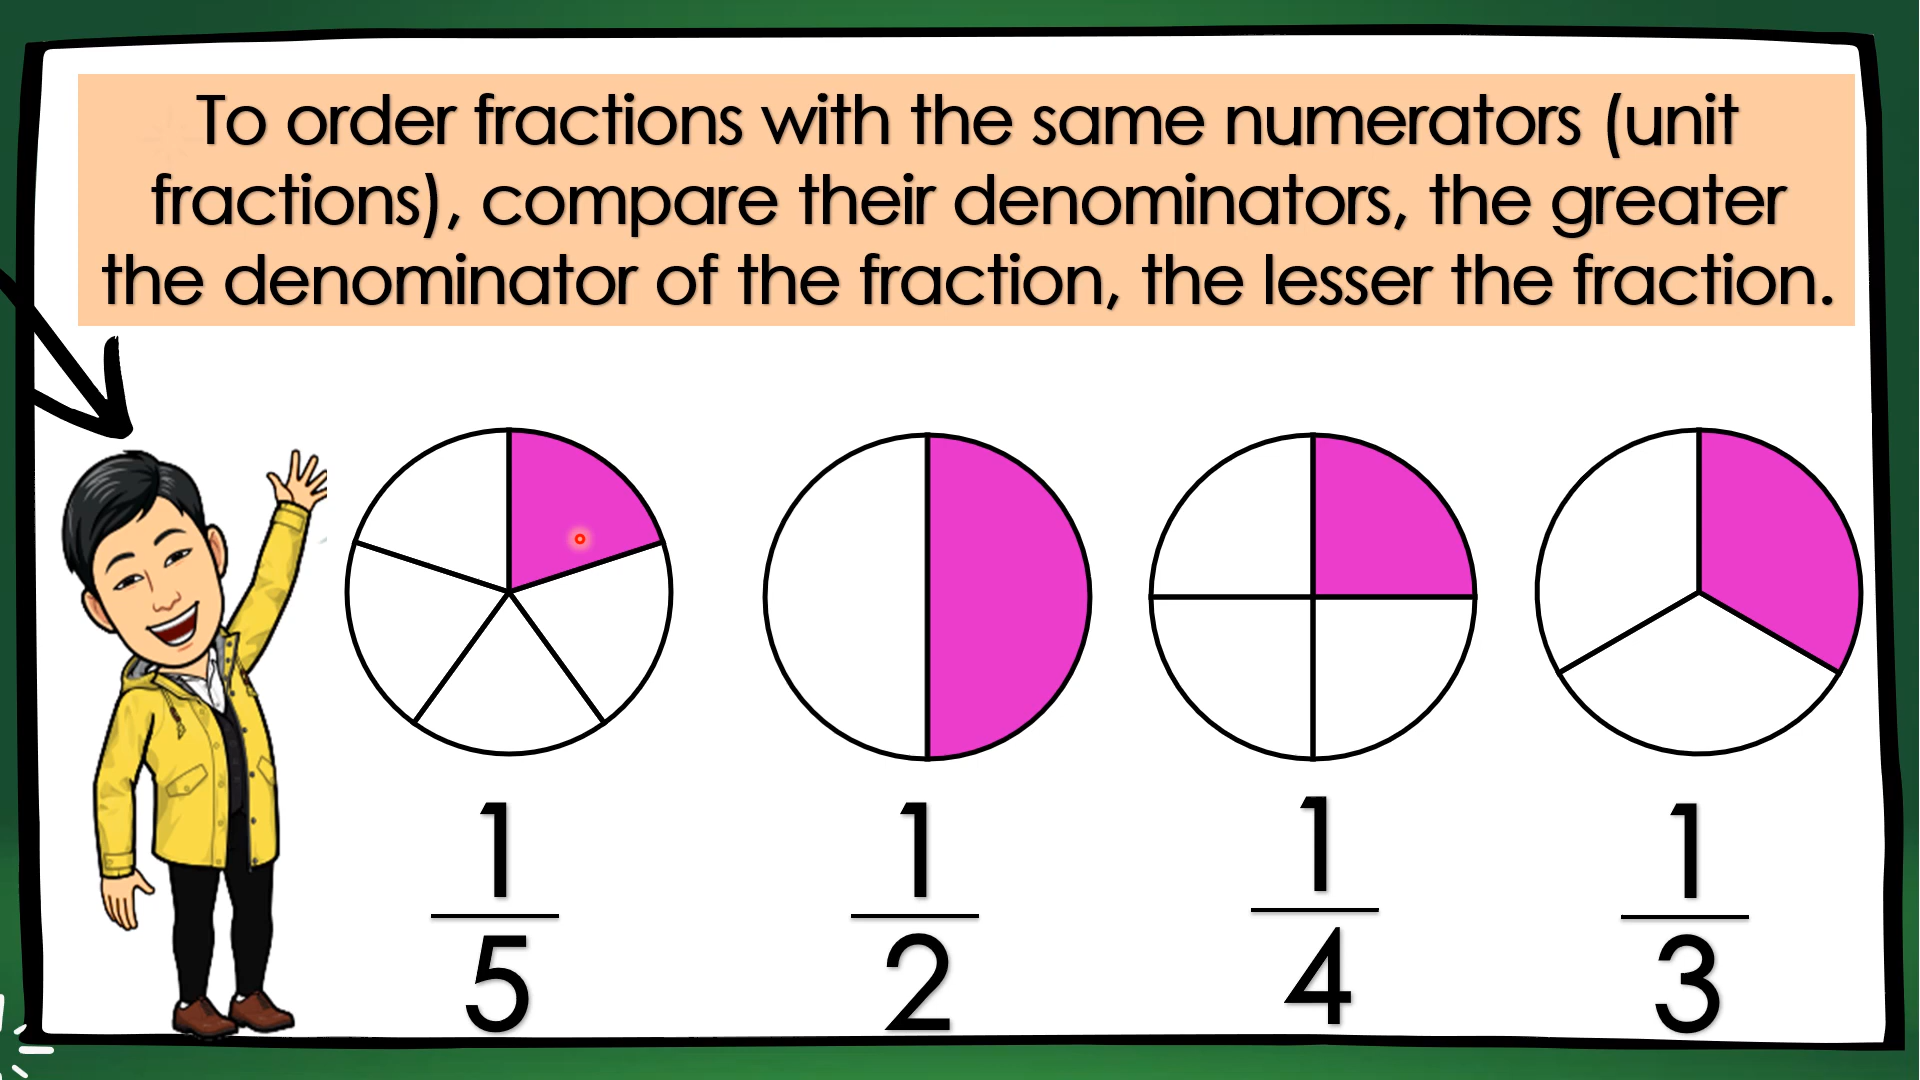 To order fractions with the same numerators (unit
fractions), compare their denominators, the greater
the denominator of the fraction, the lesser the fraction.
1 1 1 1
5 2 4 3